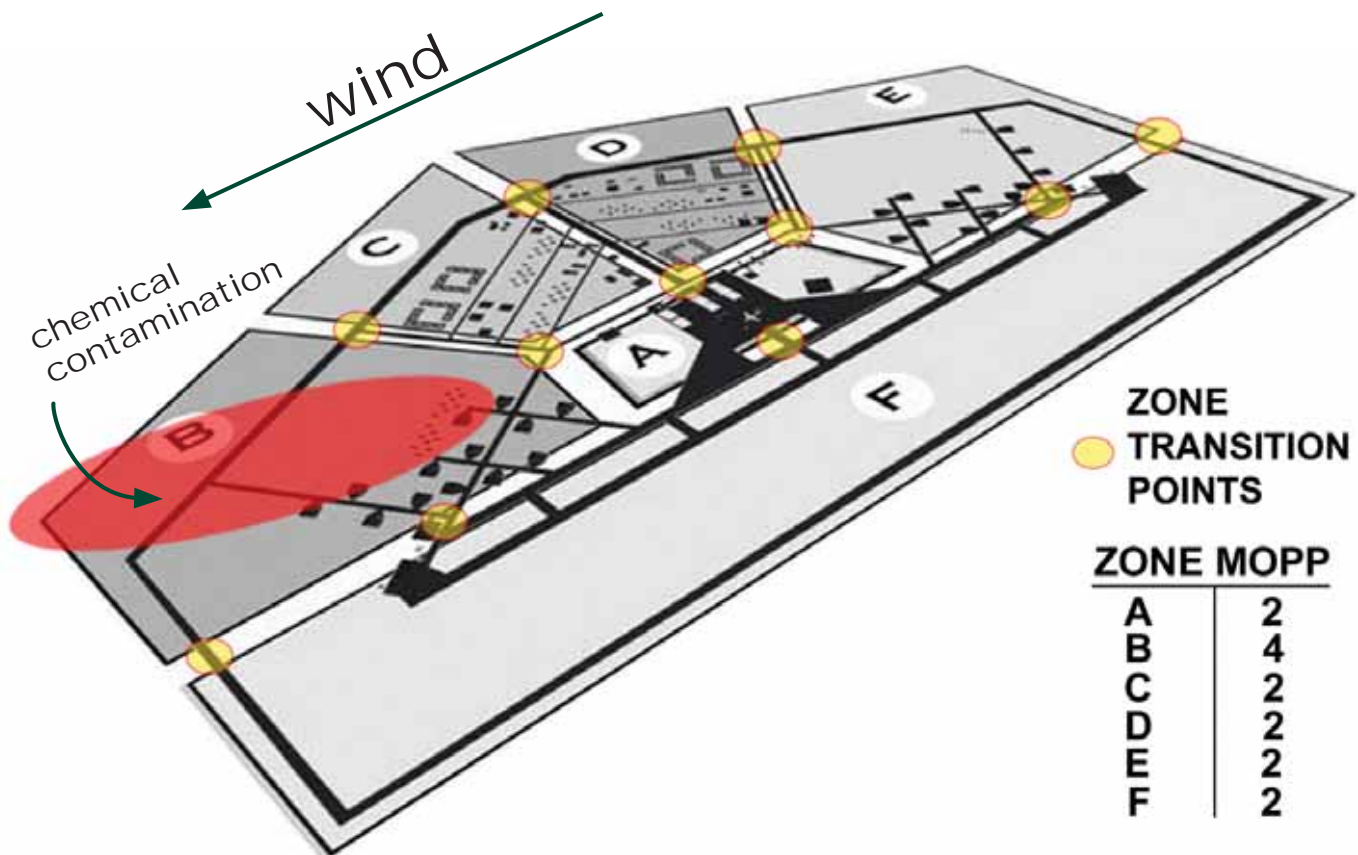 wind
E
D
C
chemical
contamination
A
B
F
ZONE
TRANSITION
POINTS
ZONE MOPP
A 2
B 4
C 2
D 2
E 2
F 2